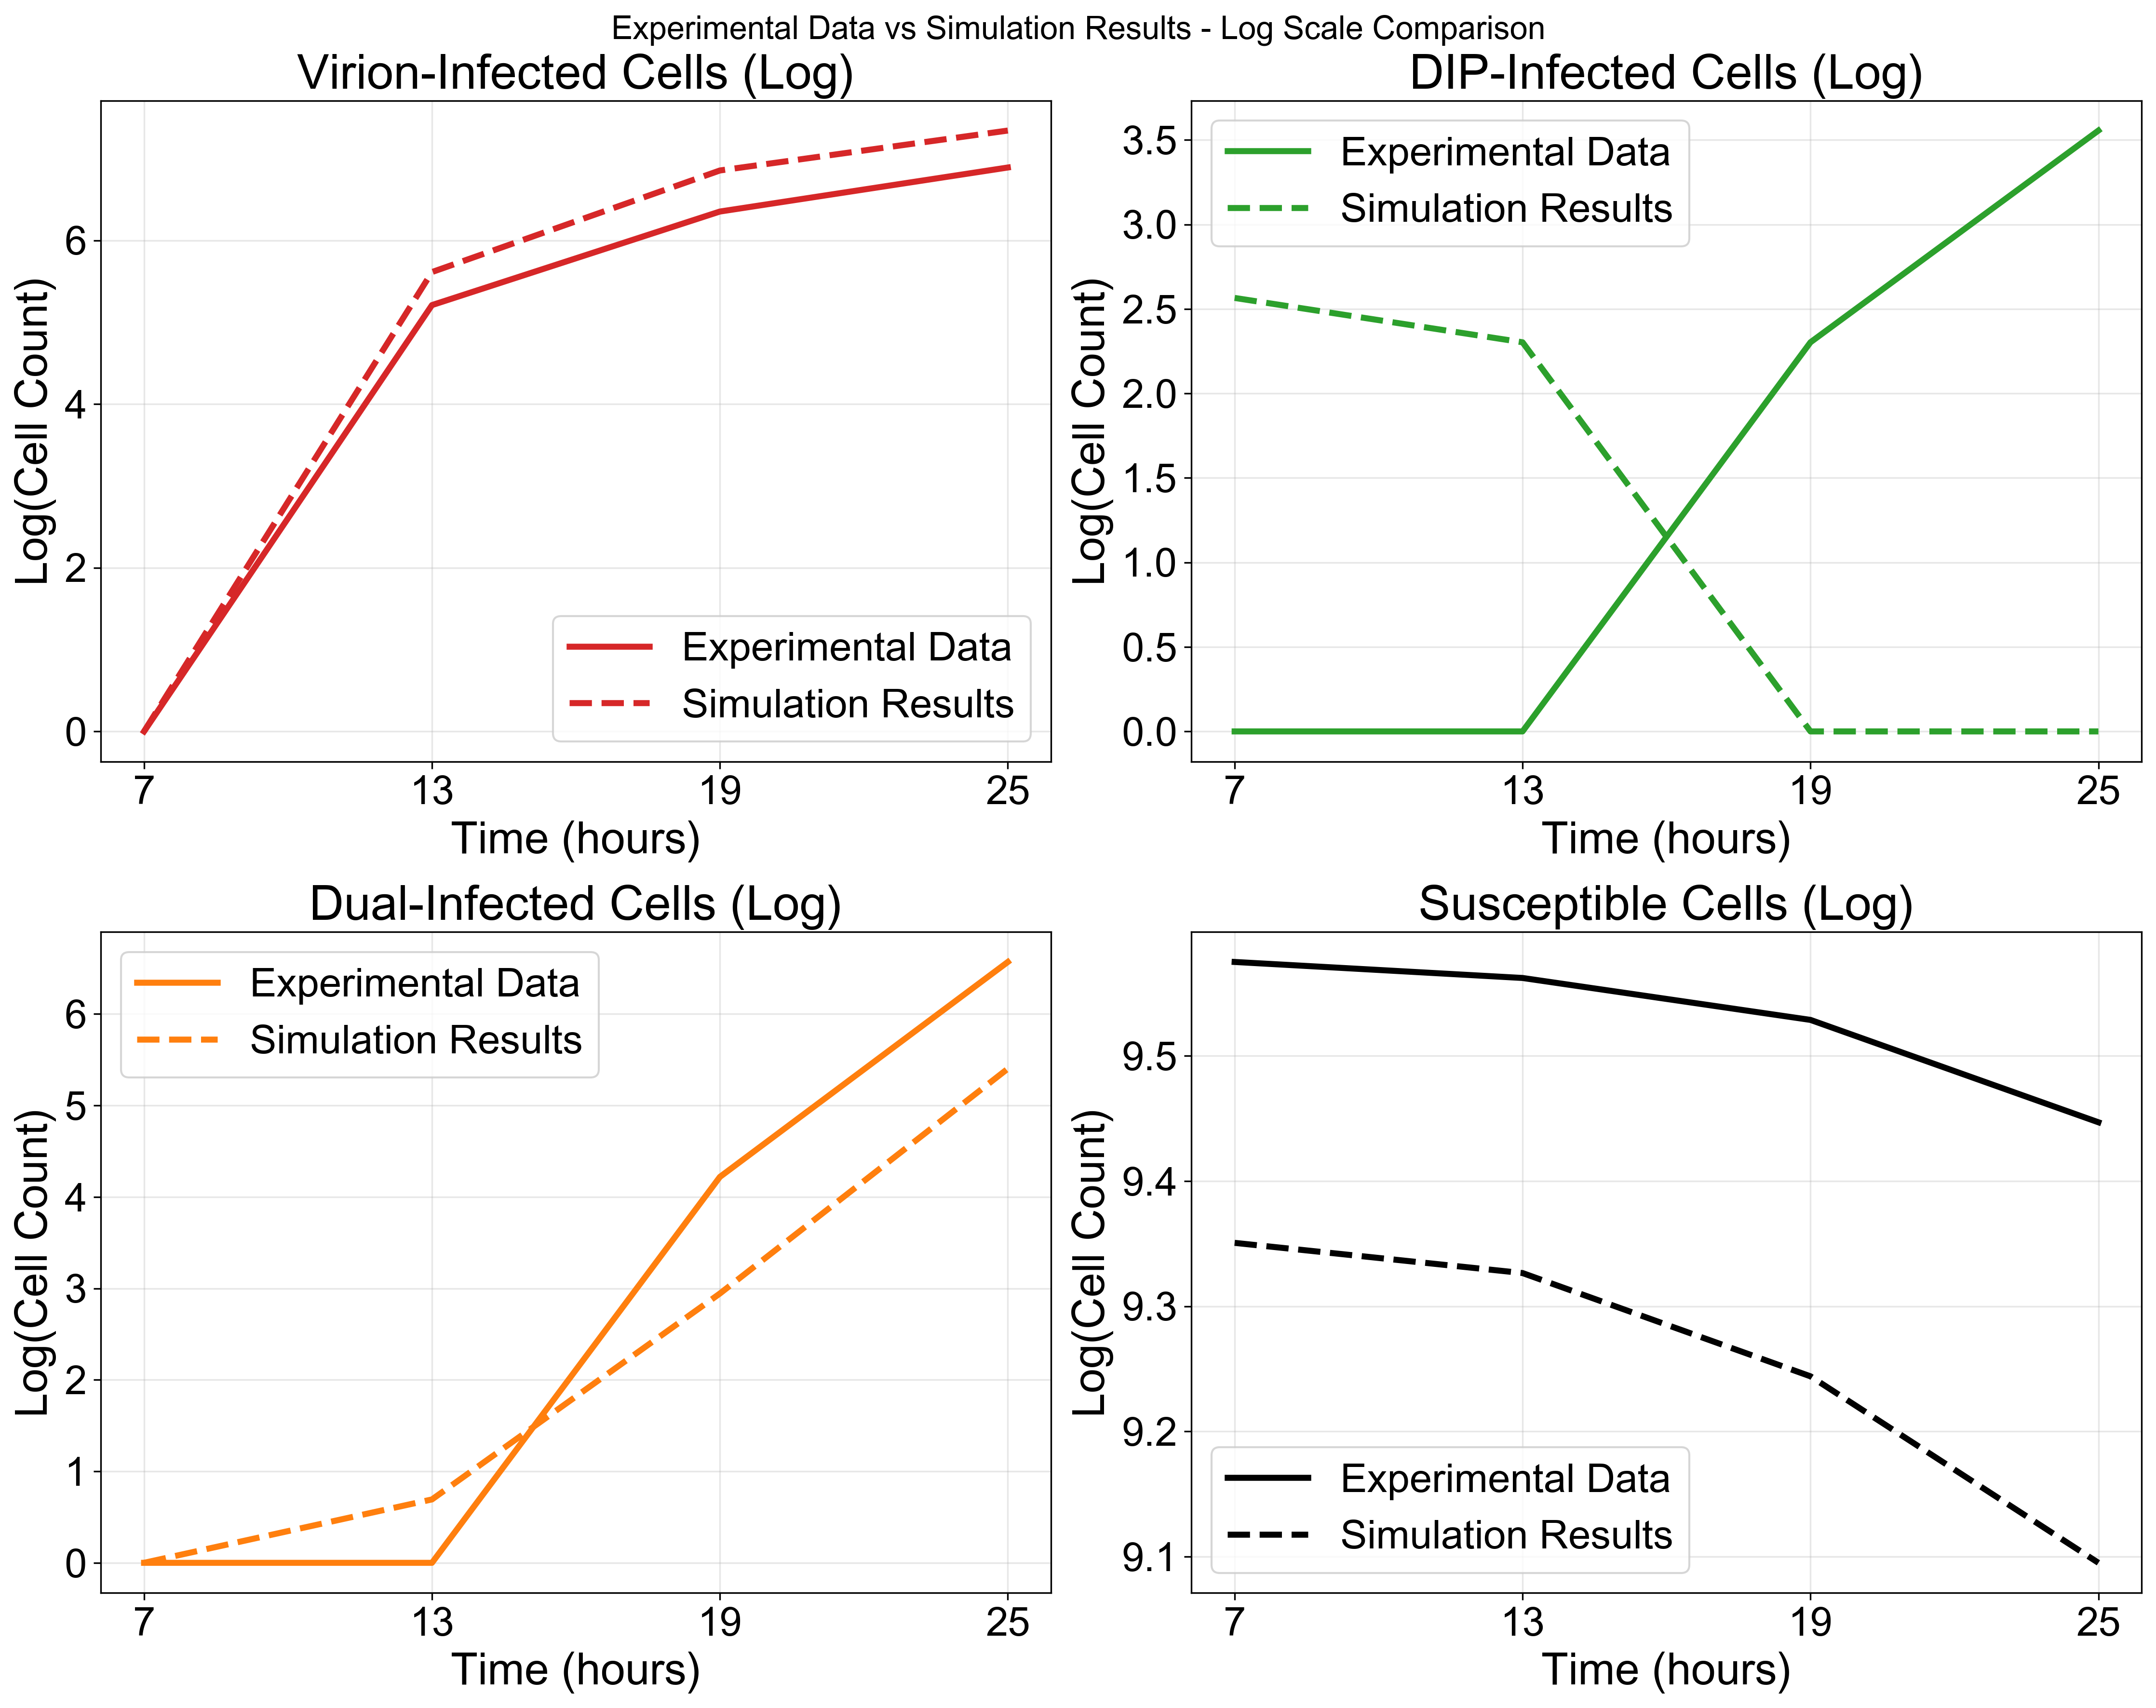 Experimental Data vs Simulation Results - Log Scale Comparison
Virion-Infected Cells (Log)
Log(Cell Count)
6
4
2
0
Experimental Data
Simulation Results
7 13 19 25
Time (hours)
DIP-Infected Cells (Log)
Log(Cell Count)
3.5
3.0
2.5
2.0
1.5
1.0
0.5
0.0
Experimental Data
Simulation Results
7 13 19 25
Time (hours)
Dual-Infected Cells (Log)
Log(Cell Count)
6
5
4
3
2
1
0
Experimental Data
Simulation Results
7 13 19 25
Time (hours)
Susceptible Cells (Log)
Log(Cell Count)
9.5
9.4
9.3
9.2
9.1
Experimental Data
Simulation Results
7 13 19 25
Time (hours)